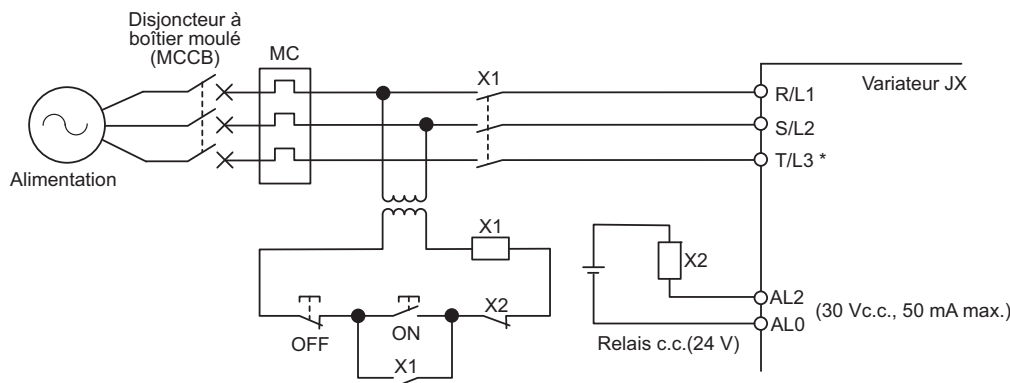 Disjoncteur à
boîtier moulé
(MCCB)
MC
X1
Variateur JX
R/L1
S/L2
T/L3 *
Alimentation
X1
X2
X2
OFF
ON
X1
AL2
(30 Vc.c., 50 mA max.)
AL0
Relais c.c.(24 V)